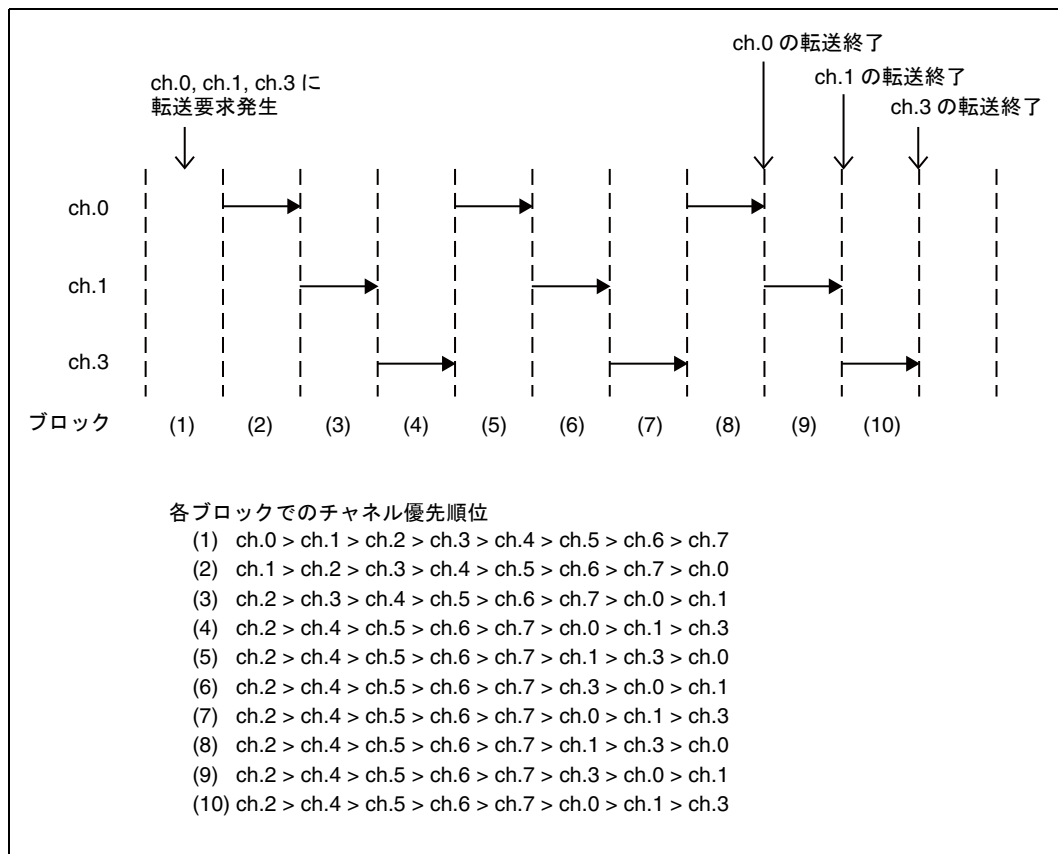 ch.0 の転送終了
ch.1 の転送終了
ch.0, ch.1, ch.3 に
転送要求発生
ch.3 の転送終了
ch.0
ch.1
ch.3
ブロック (1) (2) (3) (4) (5) (6) (7) (8) (9) (10)
各ブロックでのチャネル優先順位
(1) ch.0 > ch.1 > ch.2 > ch.3 > ch.4 > ch.5 > ch.6 > ch.7
(2) ch.1 > ch.2 > ch.3 > ch.4 > ch.5 > ch.6 > ch.7 > ch.0
(3) ch.2 > ch.3 > ch.4 > ch.5 > ch.6 > ch.7 > ch.0 > ch.1
(4) ch.2 > ch.4 > ch.5 > ch.6 > ch.7 > ch.0 > ch.1 > ch.3
(5) ch.2 > ch.4 > ch.5 > ch.6 > ch.7 > ch.1 > ch.3 > ch.0
(6) ch.2 > ch.4 > ch.5 > ch.6 > ch.7 > ch.3 > ch.0 > ch.1
(7) ch.2 > ch.4 > ch.5 > ch.6 > ch.7 > ch.0 > ch.1 > ch.3
(8) ch.2 > ch.4 > ch.5 > ch.6 > ch.7 > ch.1 > ch.3 > ch.0
(9) ch.2 > ch.4 > ch.5 > ch.6 > ch.7 > ch.3 > ch.0 > ch.1
(10) ch.2 > ch.4 > ch.5 > ch.6 > ch.7 > ch.0 > ch.1 > ch.3